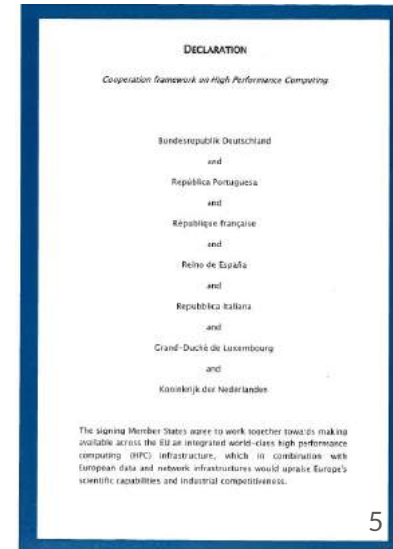 DECLARATION
Cooperation framework on High Performance Computing
Bundesrepublik Deutschland
and
República Portuguesa
and
République française
and
Reino de España
and
Repubblica Italiana
and
Grand-Duché de Luxembourg
and
Koninkrijk der Nederlanden
The signing Member States agree to work together towards making
available across the EU an integrated world-class high performance
computing (HPC) infrastructure, which in combination with
European data and network infrastructures would upraise Europe's
scientific capabilities and industrial competitiveness.
5